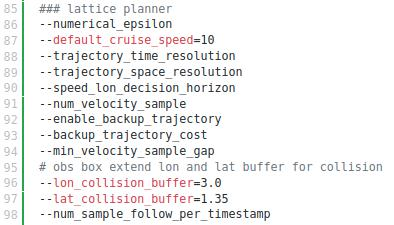 85 ### lattice planner
86 --numerical_epsilon
87 --default_cruise_speed=10
88 --trajectory_time_resolution
89 --trajectory_space_resolution
90 --speed_lon_decision_horizon
91 --num_velocity_sample
92 --enable_backup_trajectory
93 --backup_trajectory_cost
94 --min_velocity_sample_gap
95 # obs box extend lon and lat buffer for collision
96 --lon_collision_buffer=3.0
97 --lat_collision_buffer=1.35
98 --num_sample_follow_per_timestamp